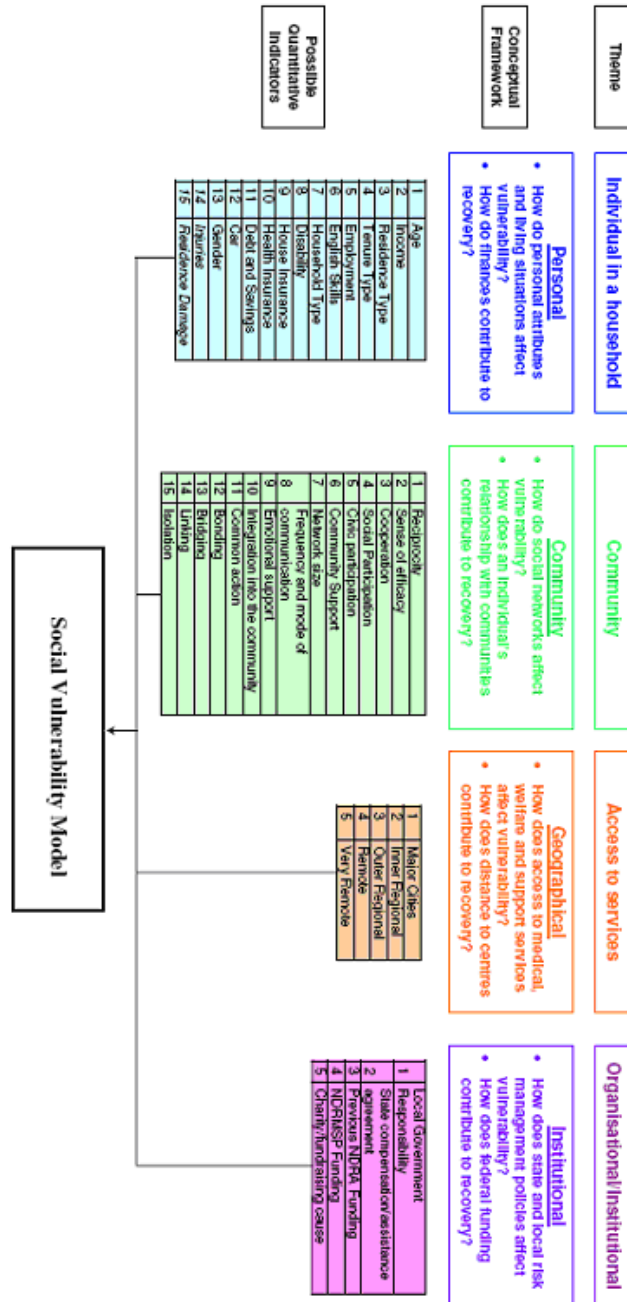 Theme
Individual in a household
Community
Access to services
Organisational/Institutional
Conceptual
Framework
Personal
• How do personal attributes
and living situations affect
vulnerability?
• How do finances contribute to
recovery?
Community
• How do social networks affect
vulnerability?
• How does an individual's
relationship with communities
contribute to recovery?
Geographical
• How does access to medical,
welfare and support services
affect vulnerability?
• How does distance to centres
contribute to recovery?
Institutional
• How does state and local risk
management policies affect
vulnerability?
• How does federal funding
contribute to recovery?
Possible
Quantitative
Indicators
1 Age
2 Income
3 Residence Type
4 Tenure Type
5 Employment
6 English Skills
7 Household Type
8 Disability
9 House Insurance
10 Health Insurance
11 Debt and Savings
12 Car
13 Gender
14 Injuries
15 Residence Damage
1 Reciprocity
2 Sense of efficacy
3 Cooperation
4 Social Participation
5 Civic participation
6 Community Support
7 Network size
8 Frequency and mode of
communication
9 Emotional support
10 Integration into the community
11 Common action
12 Bonding
13 Bridging
14 Linking
15 Isolation
1 Major Cities
2 Inner Regional
3 Outer Regional
4 Remote
5 Very Remote
1 Local Government
Responsibility
2 State compensation/assistance
agreement
3 Previous NDRA Funding
4 NDRMSP Funding
5 Charity/fundraising cause
Social Vulnerability Model